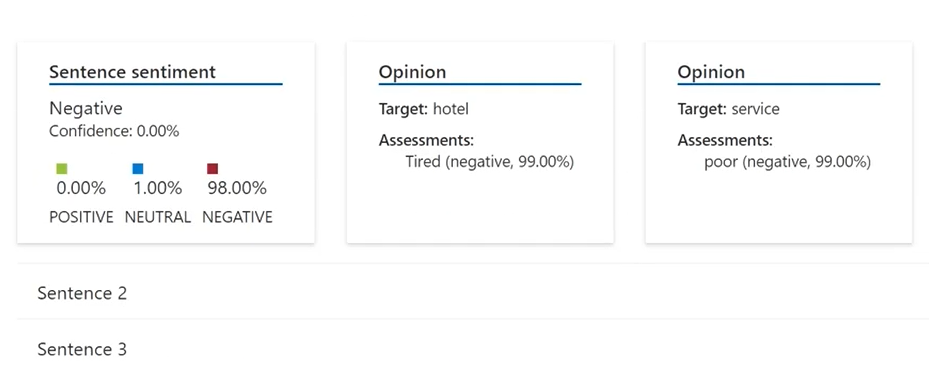 Sentence sentiment
Negative
Confidence: 0.00%
0.00% 1.00% 98.00%
POSITIVE NEUTRAL NEGATIVE
Opinion
Target: hotel
Assessments:
Tired (negative, 99.00%)
Opinion
Target: service
Assessments:
poor (negative, 99.00%)
Sentence 2
Sentence 3